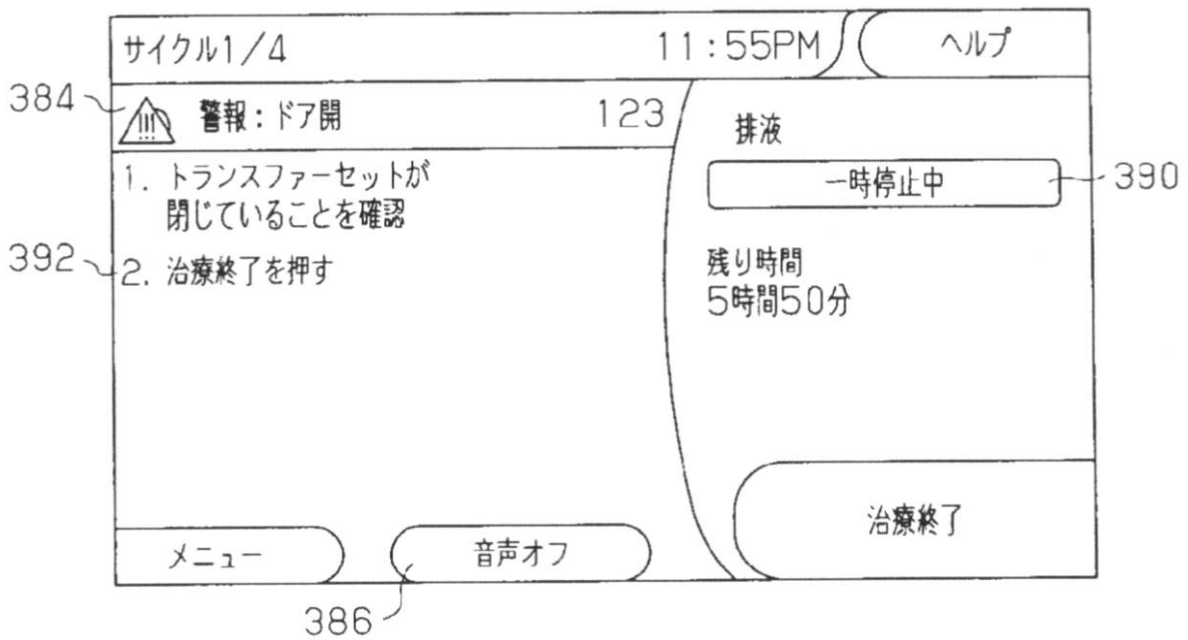 サイクル1/4
11:55PM
ヘルプ
384
警報:ドア開
123
1. トランスファーセットが
閉じていることを確認
392
2. 治療終了を押す
排液
一時停止中
390
残り時間
5時間50分
メニュー
音声オフ
386
治療終了